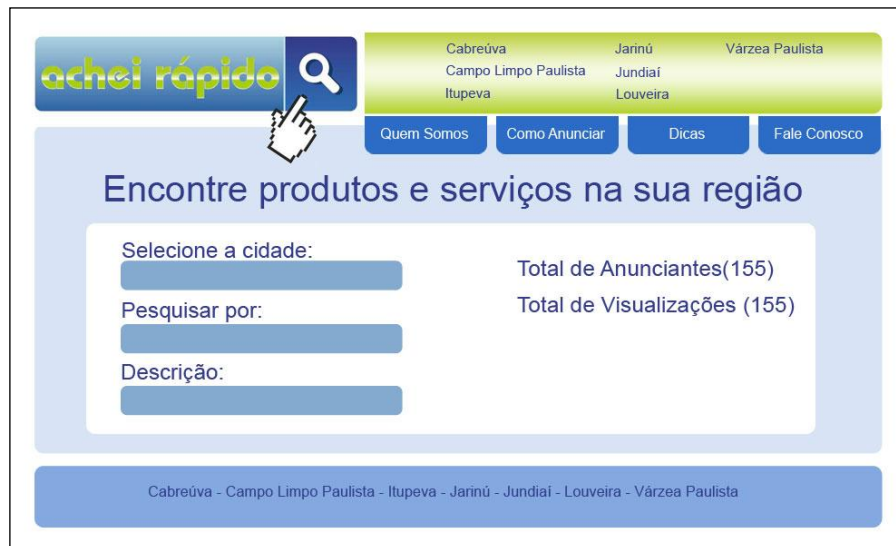 achei rápido
Cabreúva Jarinú Várzea Paulista
Campo Limpo Paulista Jundiaí
Itupeva Louveira
Quem Somos Como Anunciar Dicas Fale Conosco
Encontre produtos e serviços na sua região
Selecione a cidade:
Total de Anunciantes(155)
Pesquisar por:
Total de Visualizações (155)
Descrição:
Cabreúva - Campo Limpo Paulista - Itupeva - Jarinú - Jundiaí - Louveira - Várzea Paulista